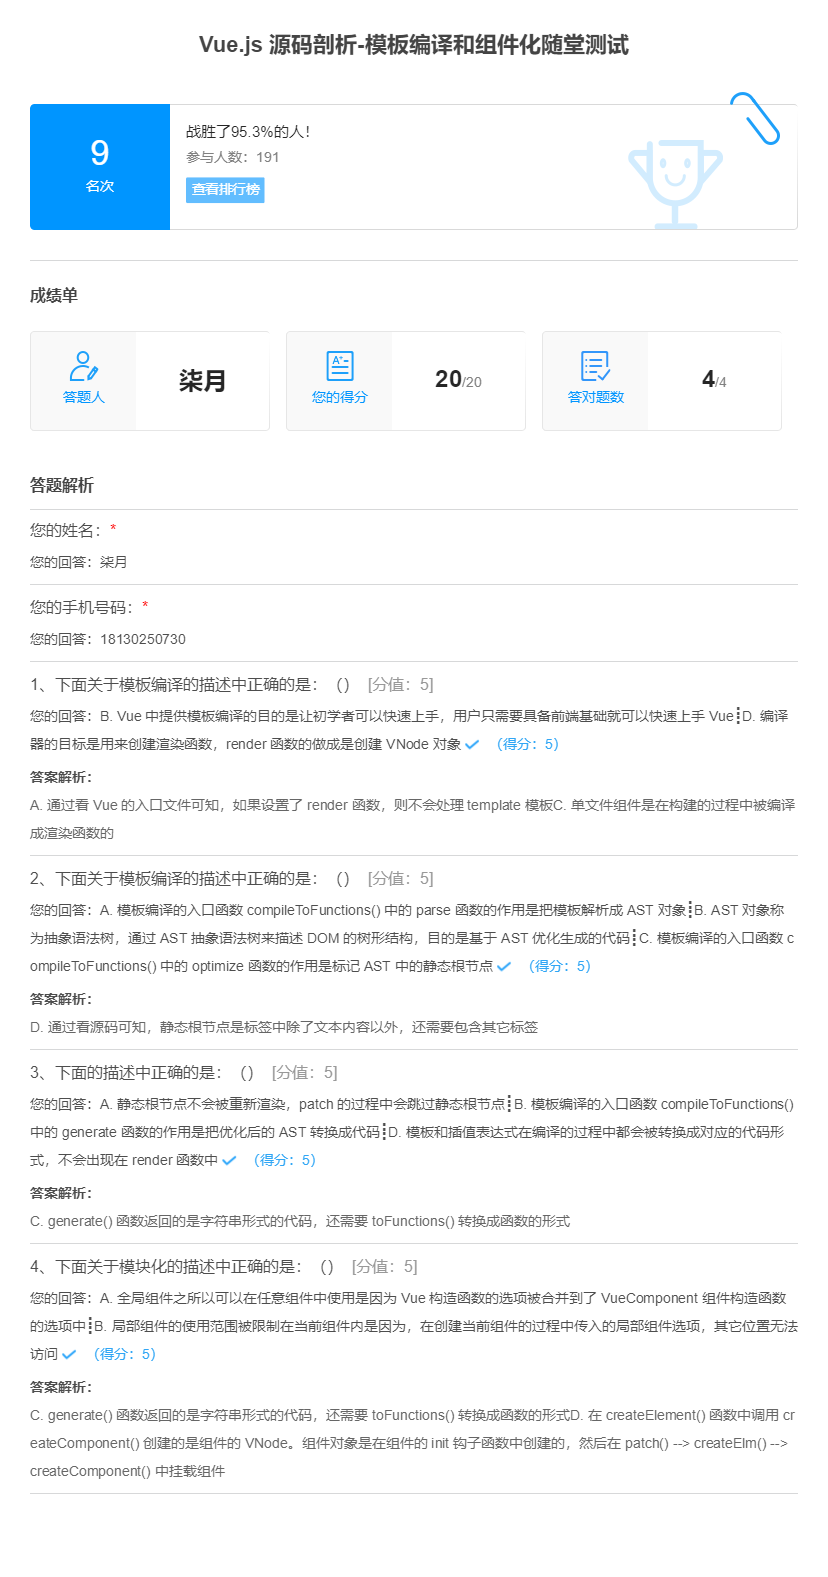 Vue.js 源码剖析-模板编译和组件化随堂测试
9
名次
战胜了95.3%的人！
参与人数：191
查看排行榜
成绩单
答题人
柒月
您的得分
20/20
答对题数
4/4
答题解析
您的姓名：*
您的回答：柒月
您的手机号码：*
您的回答：18130250730
1、下面关于模板编译的描述中正确的是：（） [分值：5]
您的回答：B. Vue 中提供模板编译的目的是让初学者可以快速上手，用户只需要具备前端基础就可以快速上手 Vue┋D. 编译
器的目标是用来创建渲染函数，render 函数的做成是创建 VNode 对象 （得分：5）
答案解析：
A. 通过看 Vue 的入口文件可知，如果设置了 render 函数，则不会处理 template 模板C. 单文件组件是在构建的过程中被编译
成渲染函数的
2、下面关于模板编译的描述中正确的是：（） [分值：5]
您的回答：A. 模板编译的入口函数 compileToFunctions() 中的 parse 函数的作用是把模板解析成 AST 对象┋B. AST 对象称
为抽象语法树，通过 AST 抽象语法树来描述 DOM 的树形结构，目的是基于 AST 优化生成的代码┋C. 模板编译的入口函数 c
ompileToFunctions() 中的 optimize 函数的作用是标记 AST 中的静态根节点 （得分：5）
答案解析：
D. 通过看源码可知，静态根节点是标签中除了文本内容以外，还需要包含其它标签
3、下面的描述中正确的是：（） [分值：5]
您的回答：A. 静态根节点不会被重新渲染，patch 的过程中会跳过静态根节点┋B. 模板编译的入口函数 compileToFunctions()
中的 generate 函数的作用是把优化后的 AST 转换成代码┋D. 模板和插值表达式在编译的过程中都会被转换成对应的代码形
式，不会出现在 render 函数中 （得分：5）
答案解析：
C. generate() 函数返回的是字符串形式的代码，还需要 toFunctions() 转换成函数的形式
4、下面关于模块化的描述中正确的是：（） [分值：5]
您的回答：A. 全局组件之所以可以在任意组件中使用是因为 Vue 构造函数的选项被合并到了 VueComponent 组件构造函数
的选项中┋B. 局部组件的使用范围被限制在当前组件内是因为，在创建当前组件的过程中传入的局部组件选项，其它位置无法
访问 （得分：5）
答案解析：
C. generate() 函数返回的是字符串形式的代码，还需要 toFunctions() 转换成函数的形式D. 在 createElement() 函数中调用 cr
eateComponent() 创建的是组件的 VNode。组件对象是在组件的 init 钩子函数中创建的，然后在 patch() --> createElm() -->
createComponent() 中挂载组件